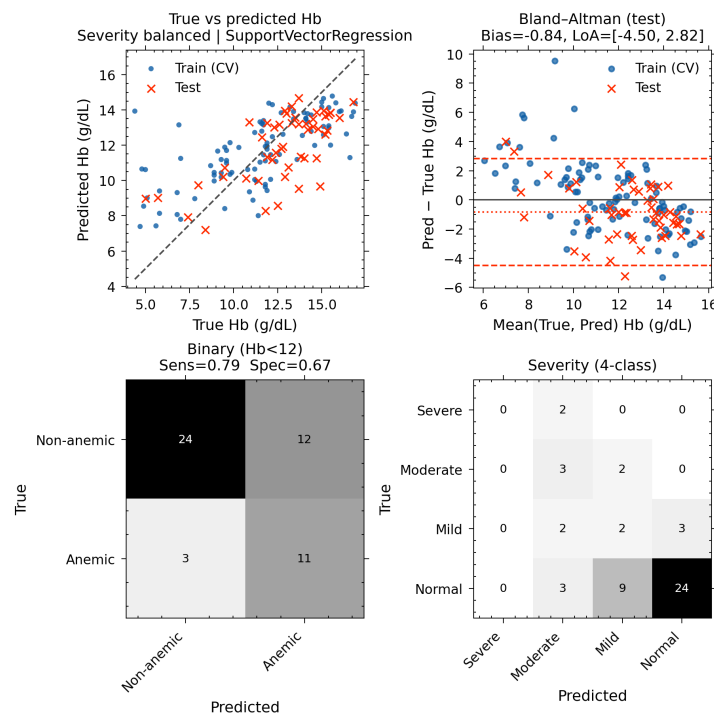 True vs predicted Hb
Severity balanced | SupportVectorRegression
Train (CV)
Test
16
14
12
10
8
6
4
5.0
7.5
10.0
12.5
15.0
Predicted Hb (g/dL)
True Hb (g/dL)
Bland–Altman (test)
Bias=-0.84, LoA=[-4.50, 2.82]
Train (CV)
Test
10
8
6
4
2
0
−2
−4
−6
6
8
10
12
14
16
Pred − True Hb (g/dL)
Mean(True, Pred) Hb (g/dL)
Binary (Hb<12)
Sens=0.79 Spec=0.67
Non-anemic
24
12
Anemic
3
11
True
Non-anemic
Anemic
Predicted
Severity (4-class)
Severe
0
2
0
0
Moderate
0
3
2
0
Mild
0
2
2
3
Normal
0
3
9
24
True
Severe
Moderate
Mild
Normal
Predicted